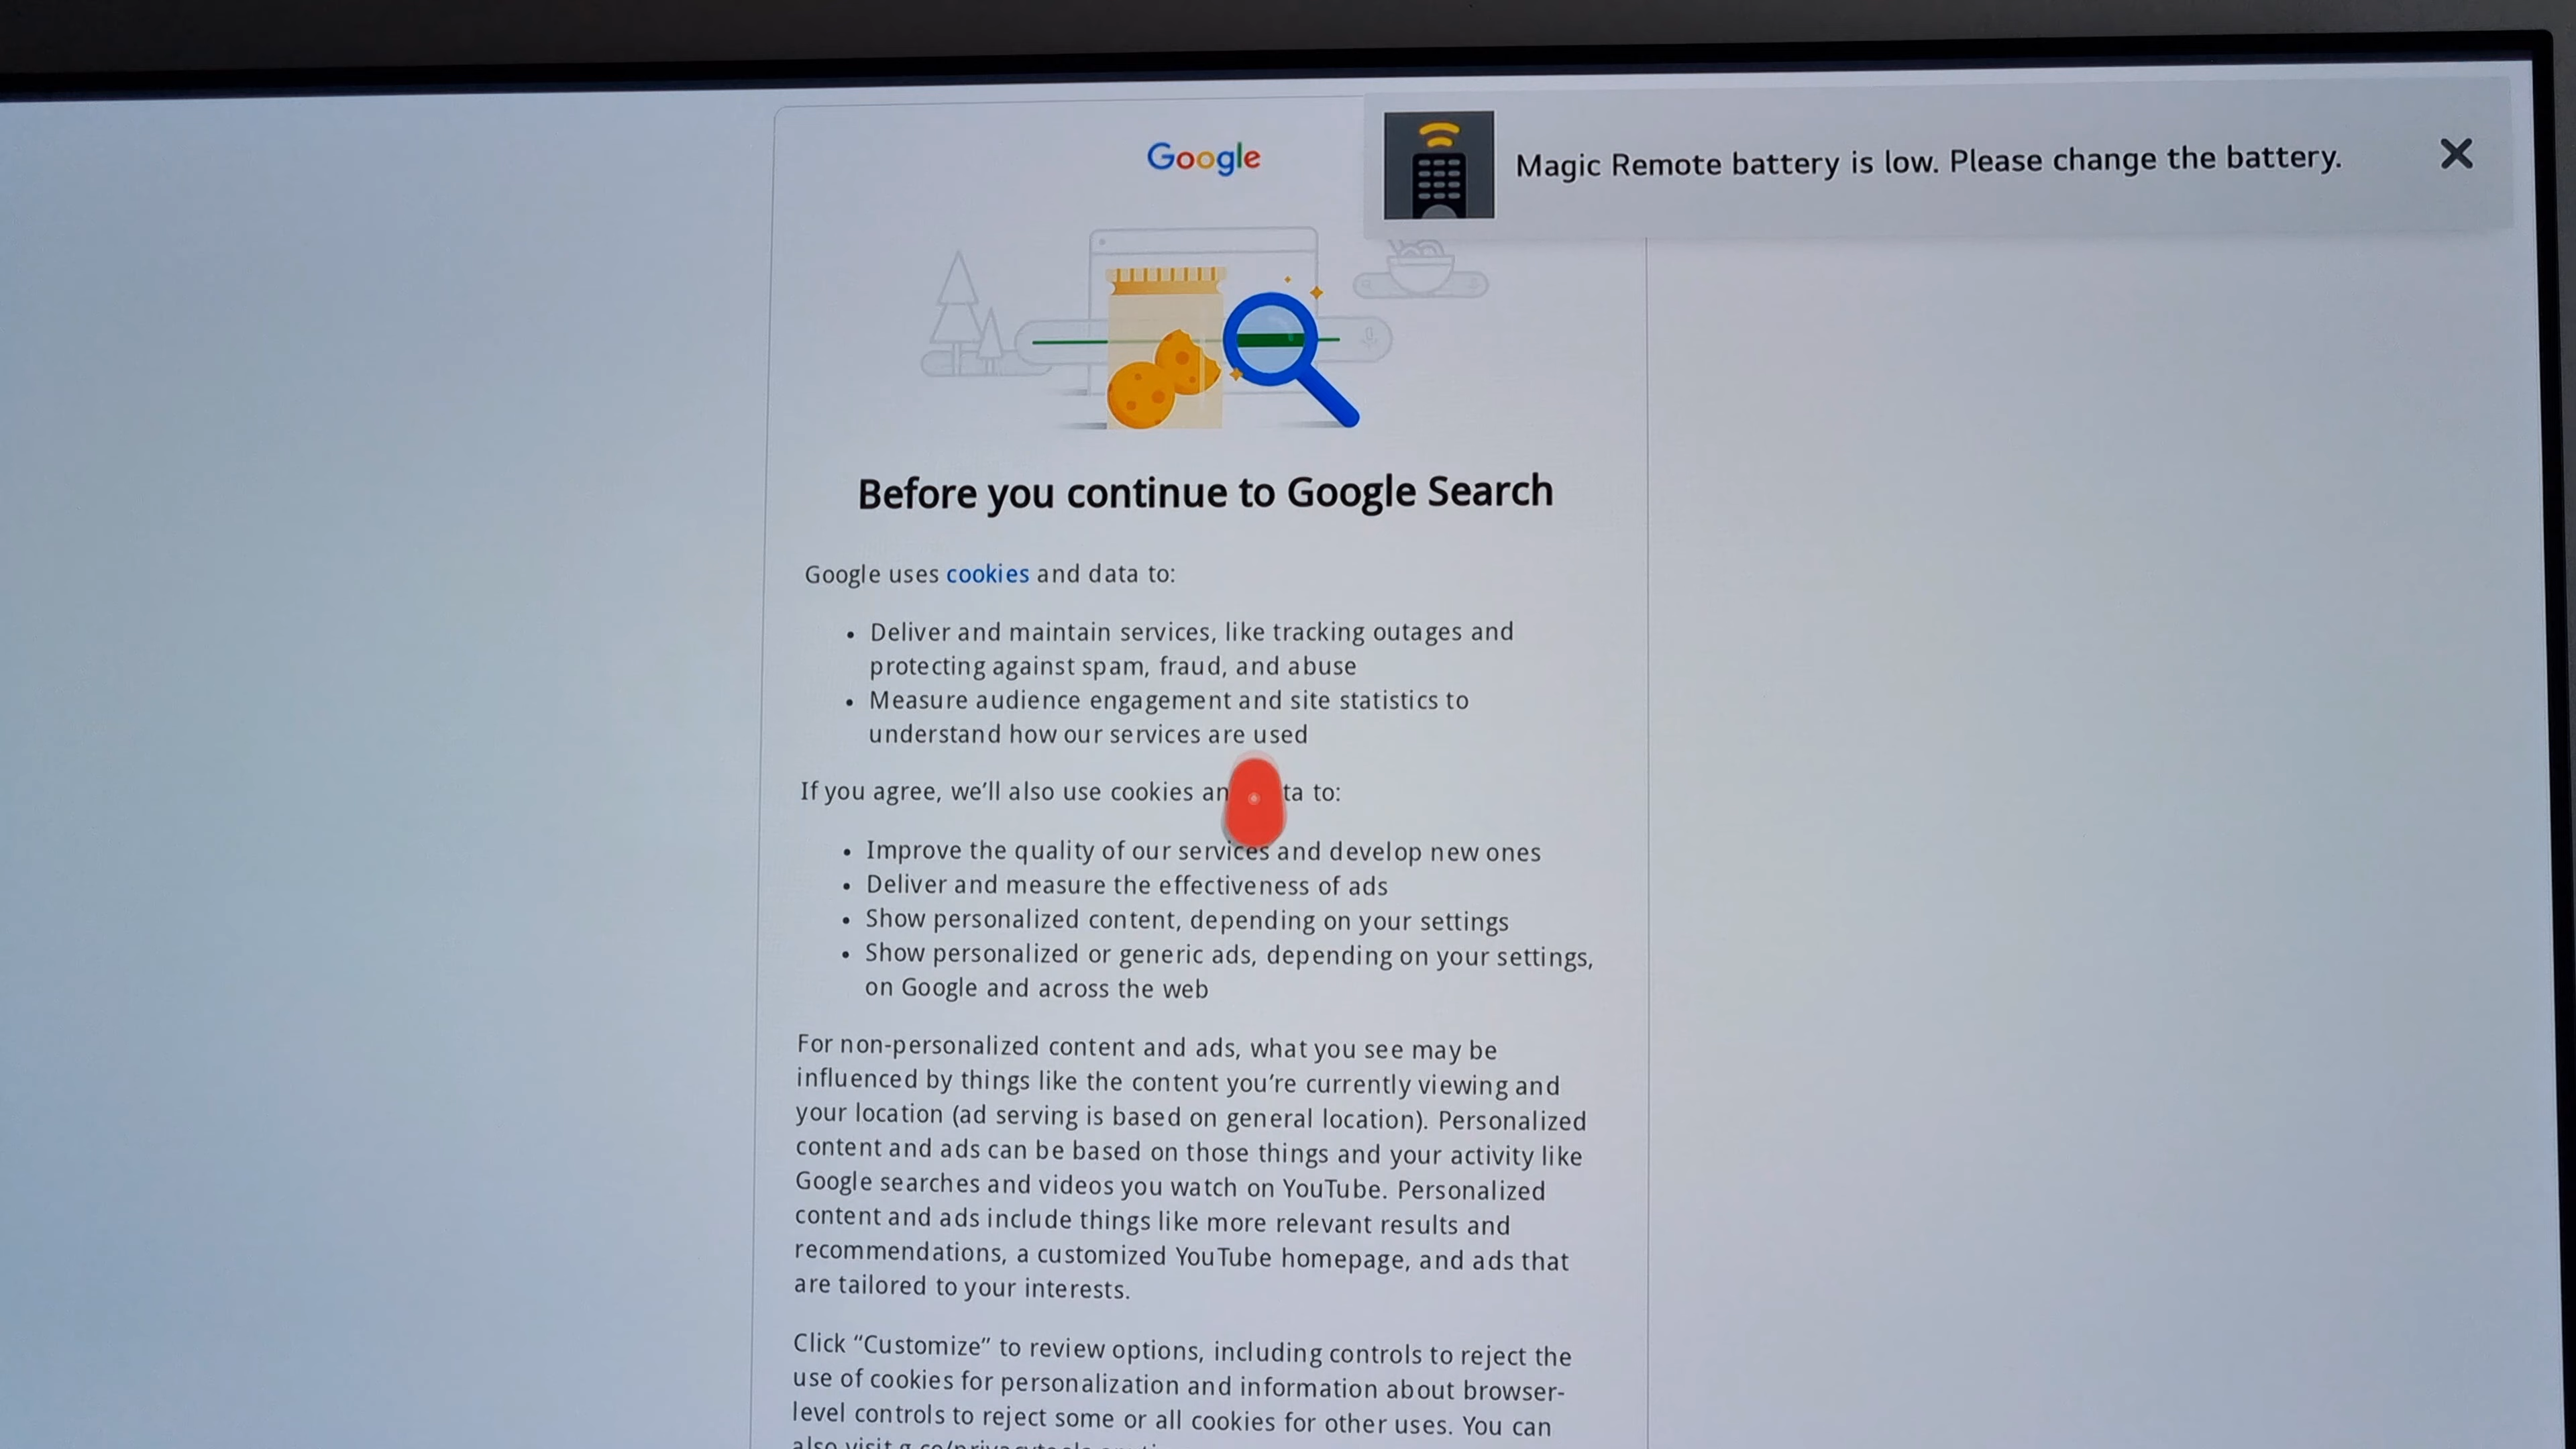 Google
Magic Remote battery is low. Please change the battery.
Before you continue to Google Search
Google uses cookies and data to:
• Deliver and maintain services, like tracking outages and
protecting against spam, fraud, and abuse
• Measure audience engagement and site statistics to
understand how our services are used
If you agree, we'll also use cookies an ta to:
• Improve the quality of our services and develop new ones
• Deliver and measure the effectiveness of ads
• Show personalized content, depending on your settings
• Show personalized or generic ads, depending on your settings,
on Google and across the web
For non-personalized content and ads, what you see may be
influenced by things like the content you're currently viewing and
your location (ad serving is based on general location). Personalized
content and ads can be based on those things and your activity like
Google searches and videos you watch on YouTube. Personalized
content and ads include things like more relevant results and
recommendations, a customized YouTube homepage, and ads that
are tailored to your interests.
Click “Customize” to review options, including controls to reject the
use of cookies for personalization and information about browser-
level controls to reject some or all cookies for other uses. You can
also visit